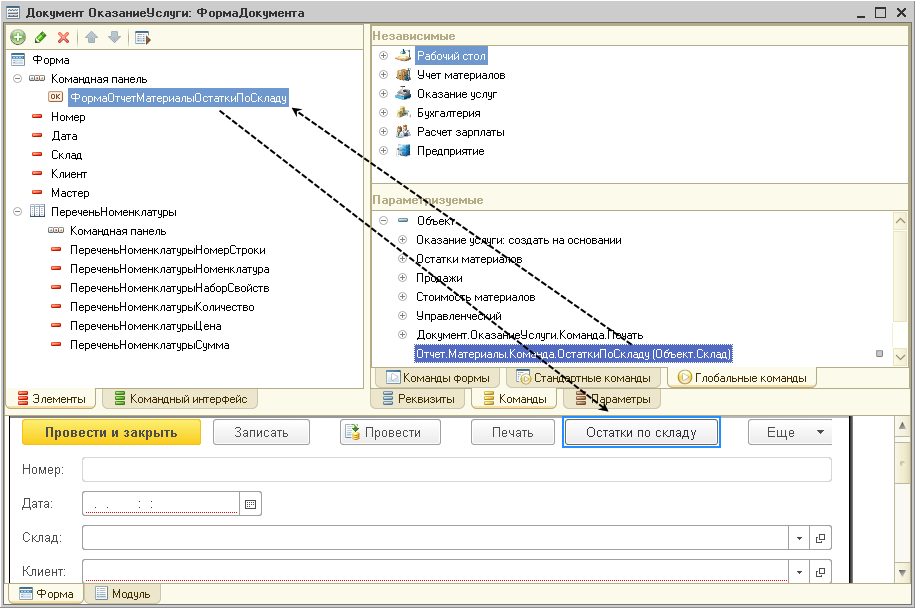 Документ ОказаниеУслуги: ФормаДокумента
Форма
Командная панель
OK ФормаОтчетМатериалыОстаткиПоСкладу
Номер
Дата
Склад
Клиент
Мастер
ПереченьНоменклатуры
Командная панель
ПереченьНоменклатурыНомерСтроки
ПереченьНоменклатурыНоменклатура
ПереченьНоменклатурыНаборСвойств
ПереченьНоменклатурыКоличество
ПереченьНоменклатурыЦена
ПереченьНоменклатурыСумма
Элементы
Командный интерфейс
Независимые
Рабочий стол
Учет материалов
Оказание услуг
Бухгалтерия
Расчет зарплаты
Предприятие
Параметризуемые
Объект
Оказание услуги: создать на основании
Остатки материалов
Продажи
Стоимость материалов
Управленческий
Документ.ОказаниеУслуги.Команда.Печать
Отчет.Материалы.Команда.ОстаткиПоСкладу (Объект.Склад)
Команды формы
Стандартные команды
Глобальные команды
Реквизиты
Команды
Параметры
Провести и закрыть
Записать
Провести
Печать
Остатки по складу
Еще
Номер:
Дата: . . : :
Склад:
Клиент:
Форма
Модуль